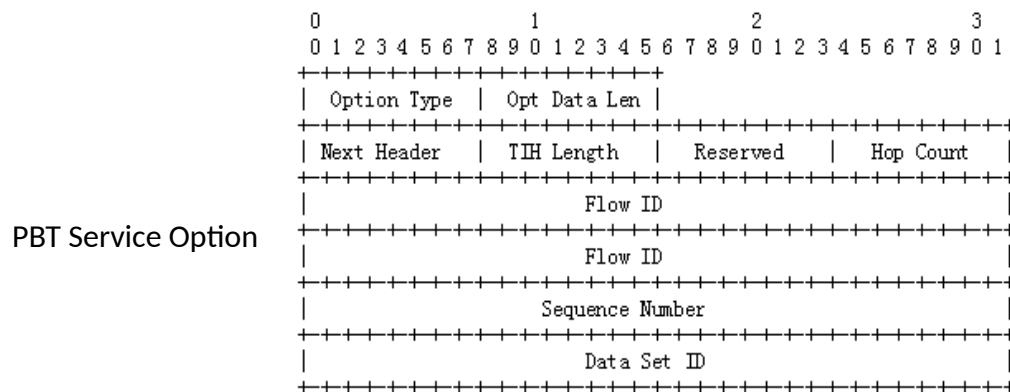 0 1 2 3
0 1 2 3 4 5 6 7 8 9 0 1 2 3 4 5 6 7 8 9 0 1 2 3 4 5 6 7 8 9 0 1
+-+-+-+-+-+-+-+-+-+-+-+-+-+-+-+-+
| Option Type | Opt Data Len |
+-+-+-+-+-+-+-+-+-+-+-+-+-+-+-+-+-+-+-+-+-+-+-+-+-+-+-+-+-+-+-+-+
| Next Header | TIH Length | Reserved | Hop Count |
+-+-+-+-+-+-+-+-+-+-+-+-+-+-+-+-+-+-+-+-+-+-+-+-+-+-+-+-+-+-+-+-+
| Flow ID |
+-+-+-+-+-+-+-+-+-+-+-+-+-+-+-+-+-+-+-+-+-+-+-+-+-+-+-+-+-+-+-+-+
PBT Service Option
| Flow ID |
+-+-+-+-+-+-+-+-+-+-+-+-+-+-+-+-+-+-+-+-+-+-+-+-+-+-+-+-+-+-+-+-+
| Sequence Number |
+-+-+-+-+-+-+-+-+-+-+-+-+-+-+-+-+-+-+-+-+-+-+-+-+-+-+-+-+-+-+-+-+
| Data Set ID |
+-+-+-+-+-+-+-+-+-+-+-+-+-+-+-+-+-+-+-+-+-+-+-+-+-+-+-+-+-+-+-+-+